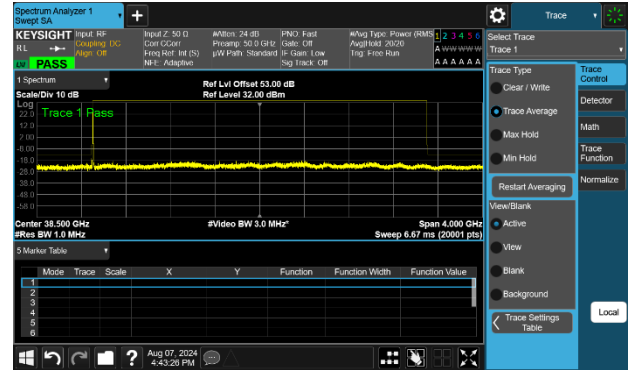 Spectrum Analyzer 1
Swept SA
+
KEYSIGHT
RL
PASS
Input: RF
Coupling: DC
Align: Off
Input Z: 50 Ω
Corr CCorr
Freq Ref: Int (S)
NFE: Adaptive
#Atten: 24 dB
Preamp: 50.0 GHz
µW Path: Standard
PNO: Fast
Gate: Off
IF Gain: Low
Sig Track: Off
#Avg Type: Power (RMS
Avg|Hold: 20/20
Trig: Free Run
1 2 3 4 5 6
A W W W W W
A A A A A A
1 Spectrum
Scale/Div 10 dB
Ref Lvl Offset 53.00 dB
Ref Level 32.00 dBm
Log
Trace 1 Pass
22.0
12.0
2.00
-8.00
-18.0
-28.0
-38.0
-48.0
-58.0
Center 38.500 GHz
#Res BW 1.0 MHz
#Video BW 3.0 MHz*
Span 4.000 GHz
Sweep 6.67 ms (20001 pts)
5 Marker Table
Mode Trace Scale X Y Function Function Width Function Value
1
2
3
4
5
6
Aug 07, 2024
4:43:26 PM
Trace
Select Trace
Trace 1
Trace Type
Clear / Write
Trace Average
Max Hold
Min Hold
Restart Averaging
View/Blank
Active
View
Blank
Background
Trace Settings
Table
Trace
Control
Detector
Math
Trace
Function
Normalize
Local